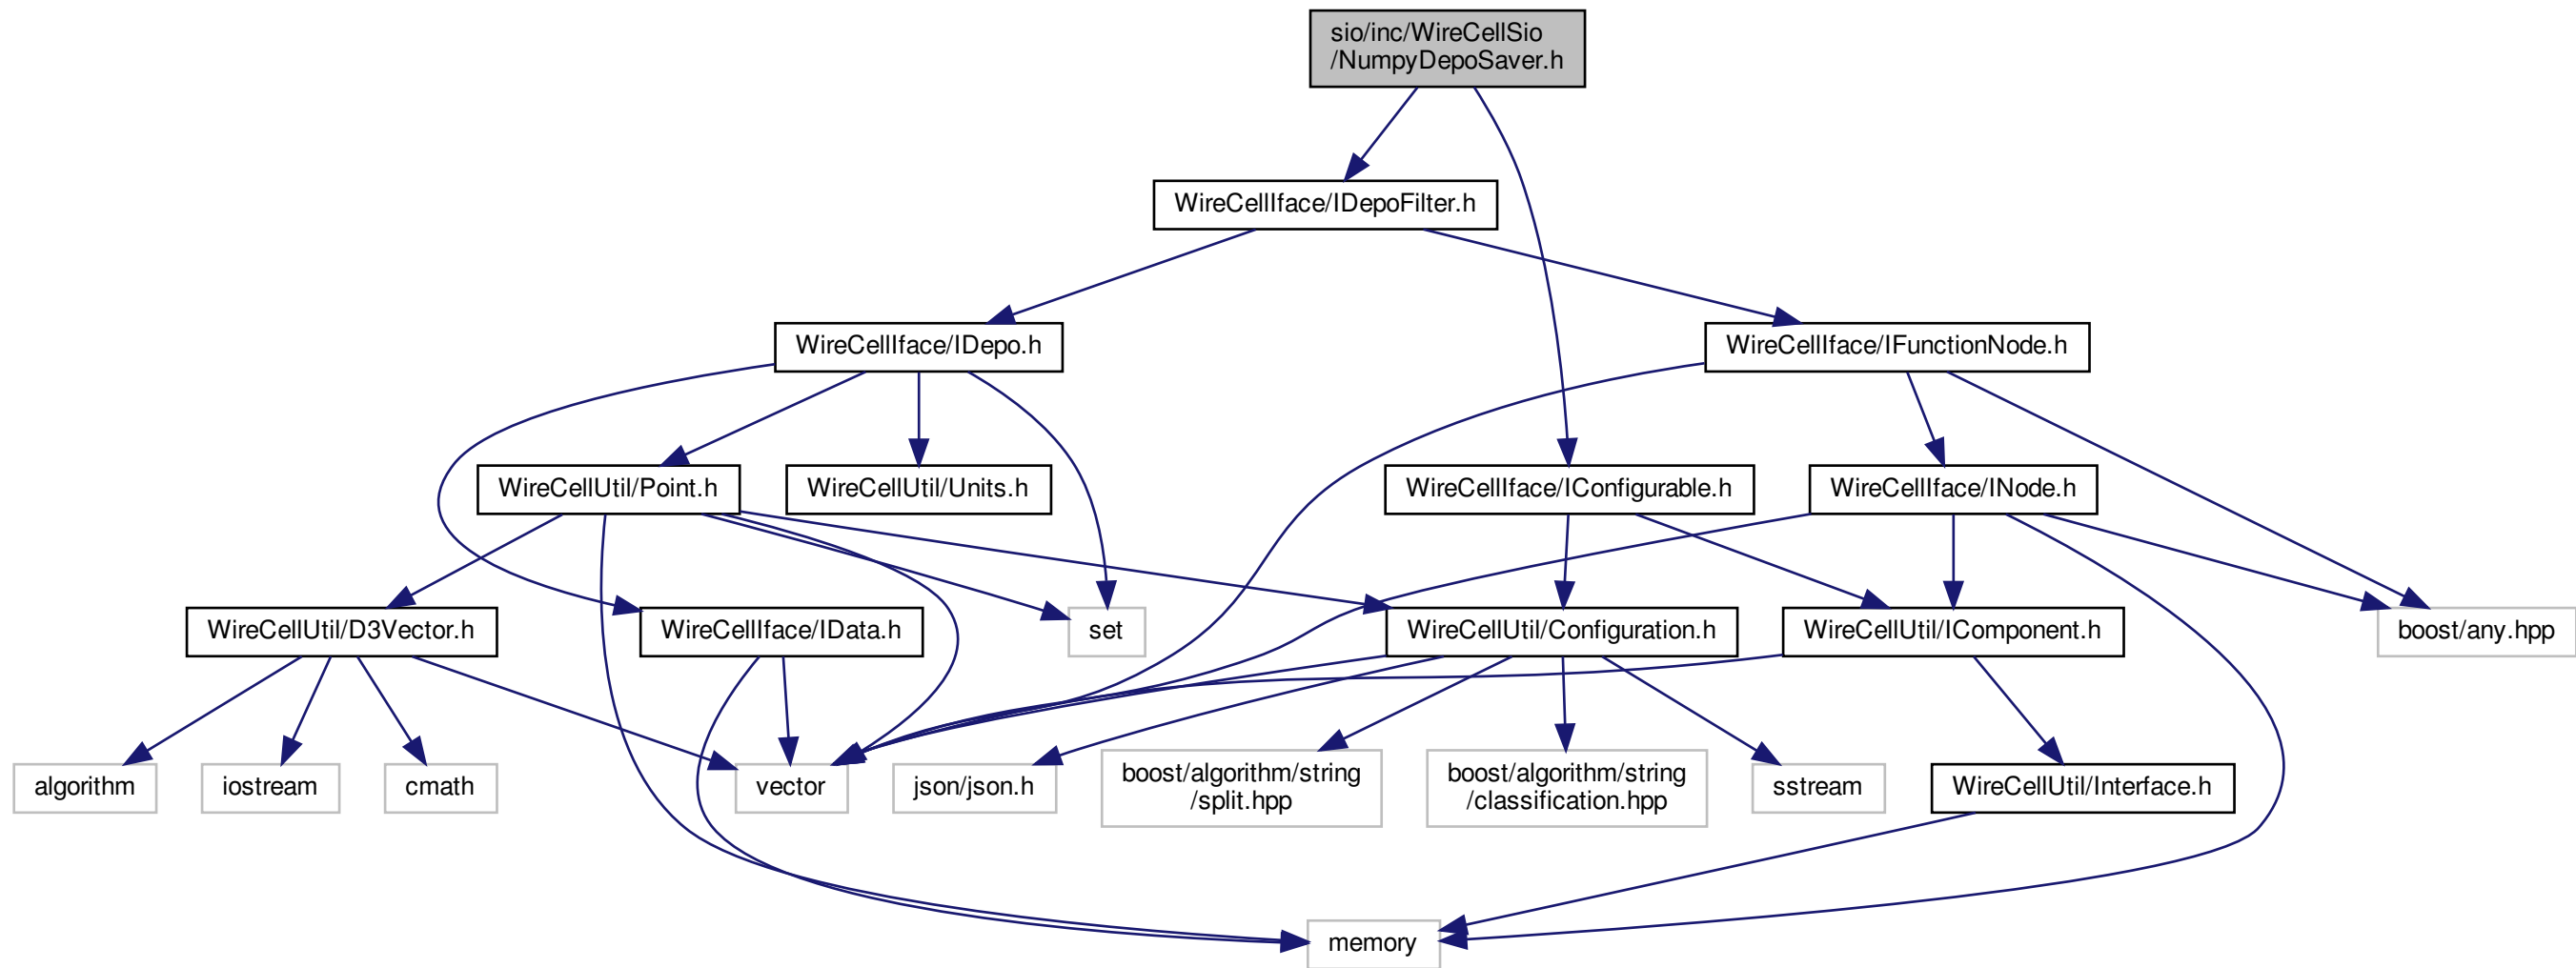 sio/inc/WireCellSio
/NumpyDepoSaver.h
WireCellIface/IDepoFilter.h
WireCellIface/IDepo.h
WireCellIface/IFunctionNode.h
WireCellUtil/Point.h
WireCellUtil/Units.h
WireCellIface/IConfigurable.h
WireCellIface/INode.h
WireCellUtil/D3Vector.h
WireCellIface/IData.h
set
WireCellUtil/Configuration.h
WireCellUtil/IComponent.h
boost/any.hpp
algorithm
iostream
cmath
vector
json/json.h
boost/algorithm/string
/split.hpp
boost/algorithm/string
/classification.hpp
sstream
WireCellUtil/Interface.h
memory